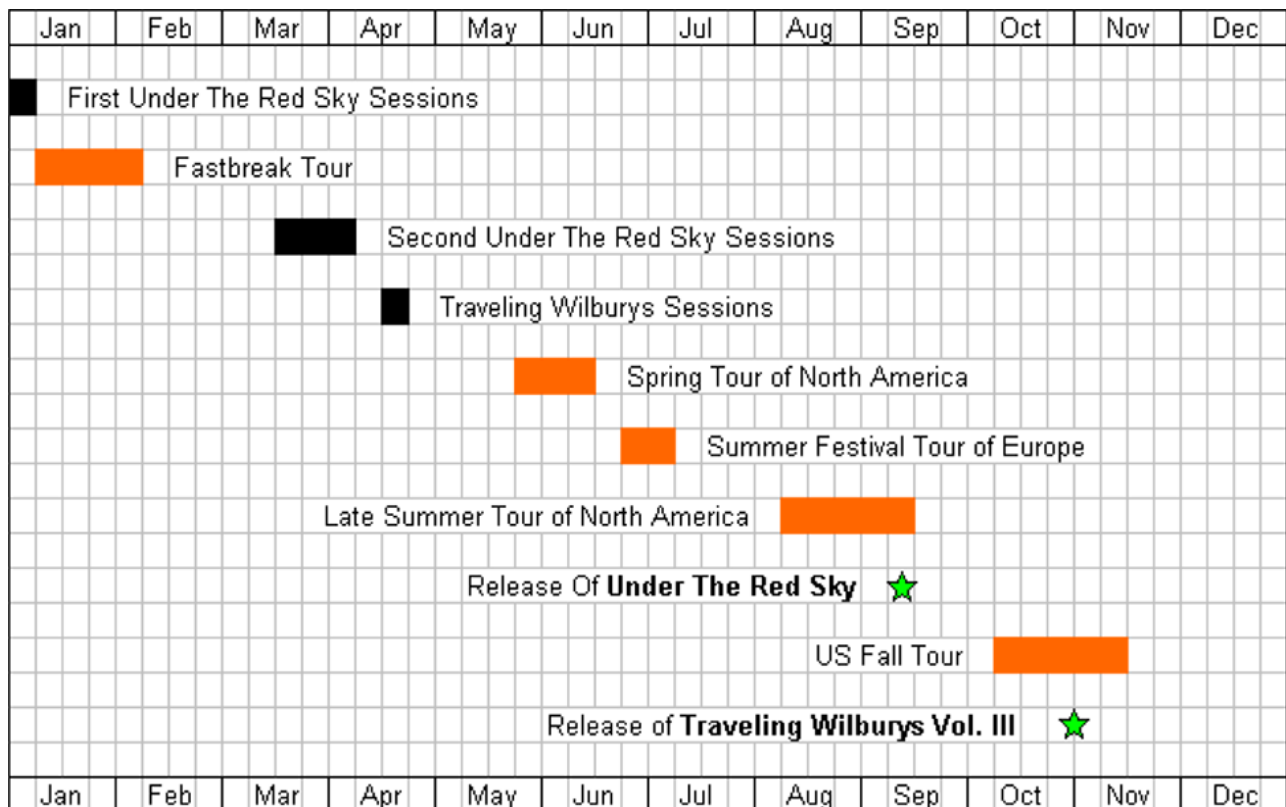 Jan Feb Mar Apr May Jun Jul Aug Sep Oct Nov Dec
First Under The Red Sky Sessions
Fastbreak Tour
Second Under The Red Sky Sessions
Traveling Wilburys Sessions
Spring Tour of North America
Summer Festival Tour of Europe
Late Summer Tour of North America
Release Of Under The Red Sky
US Fall Tour
Release of Traveling Wilburys Vol. III
Jan Feb Mar Apr May Jun Jul Aug Sep Oct Nov Dec